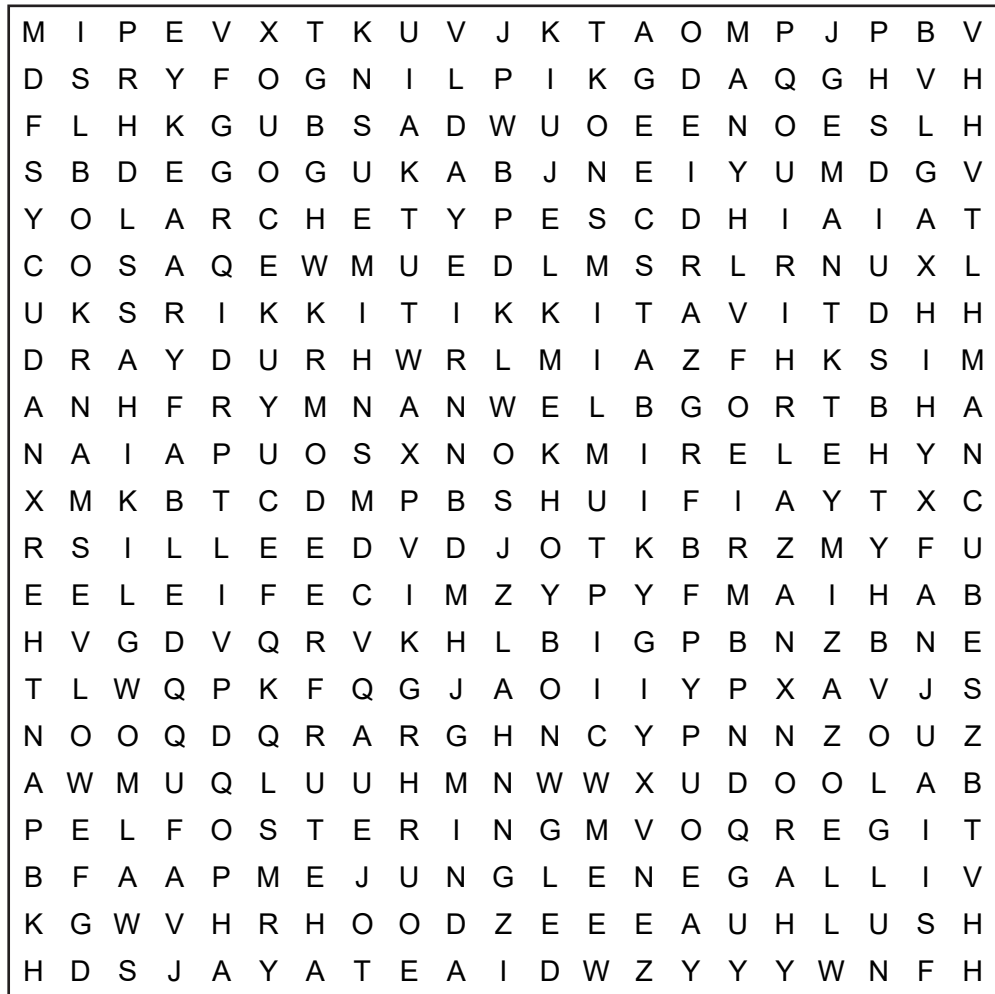 M I P E V X T K U V J K T A O M P J P B V
D S R Y F O G N I L P I K G D A Q G H V H
F L H K G U B S A D W U O E E N O E S L H
S B D E G O G U K A B J N E I Y U M D G V
Y O L A R C H E T Y P E S C D H I A I A T
C O S A Q E W M U E D L M S R L R N U X L
U K S R I K K I T I K K I T A V I T D H H
D R A Y D U R H W R L M I A Z F H K S I M
A N H F R Y M N A N W E L B G O R T B H A
N A I A P U O S X N O K M I R E L E H Y N
X M K B T C D M P B S H U I F I A Y T X C
R S I L L E E D V D J O T K B R Z M Y F U
E E L E I F E C I M Z Y P Y F M A I H A B
H V G D V Q R V K H L B I G P B N Z B N E
T L W Q P K F Q G J A O I I Y P X A V J S
N O O Q D Q R A R G H N C Y P N N Z O U Z
A W M U Q L U U H M N W W X U D O O L A B
P E L F O S T E R I N G M V O Q R E G I T
B F A A P M E J U N G L E N E G A L L I V
K G W V H R H O O D Z E E E A U H L U S H
H D S J A Y A T E A I D W Z Y Y Y W N F H